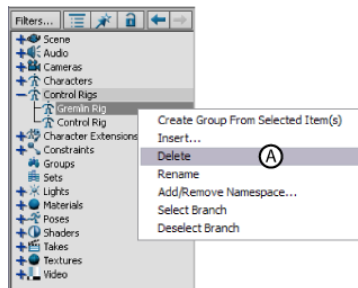 Filters...
Scene
Audio
Cameras
Characters
Control Rigs
Gremlin Rig
Control Rig
Character Extensions
Constraints
Groups
Sets
Lights
Materials
Poses
Shaders
Takes
Textures
Video
Create Group From Selected Item(s)
Insert...
Delete
A
Rename
Add/Remove Namespace...
Select Branch
Deselect Branch